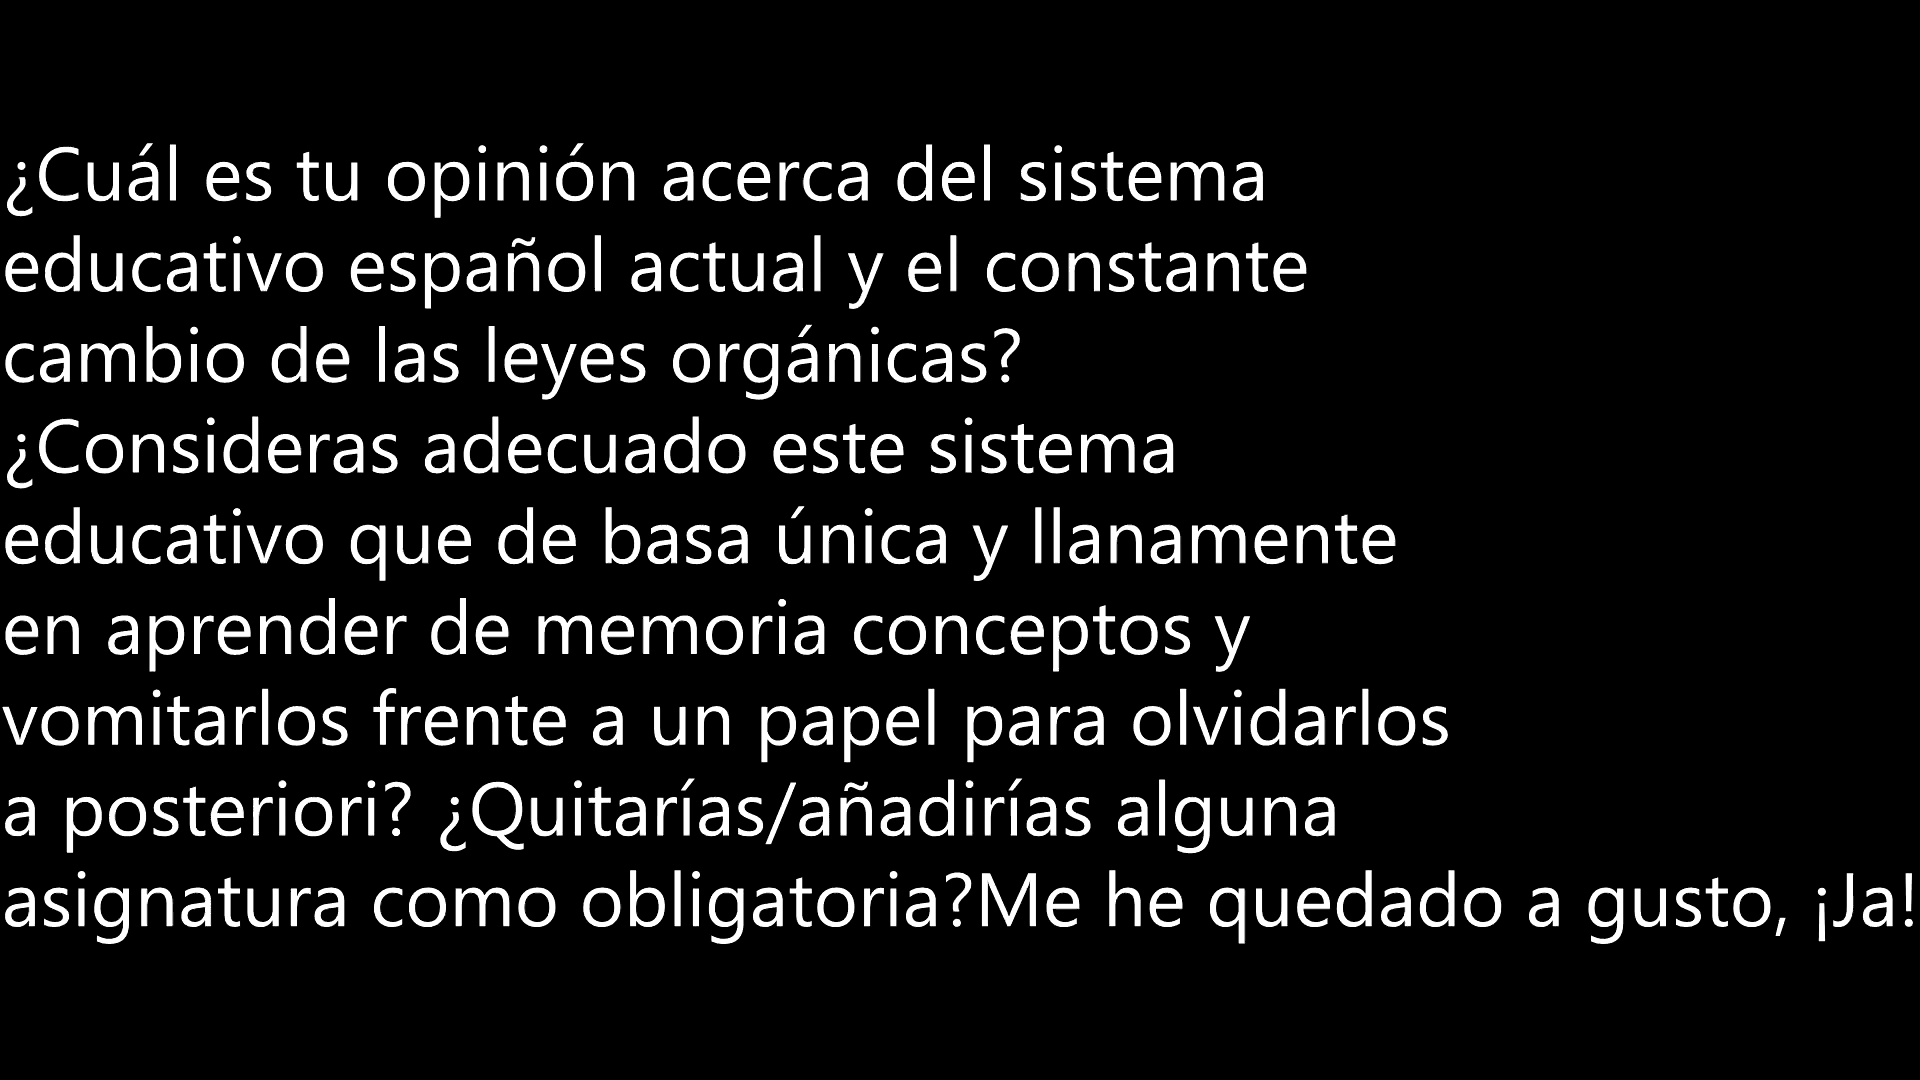 ¿Cuál es tu opinión acerca del sistema
educativo español actual y el constante
cambio de las leyes orgánicas?
¿Consideras adecuado este sistema
educativo que de basa única y llanamente
en aprender de memoria conceptos y
vomitarlos frente a un papel para olvidarlos
a posteriori? ¿Quitarías/añadirías alguna
asignatura como obligatoria?Me he quedado a gusto, ¡Ja!